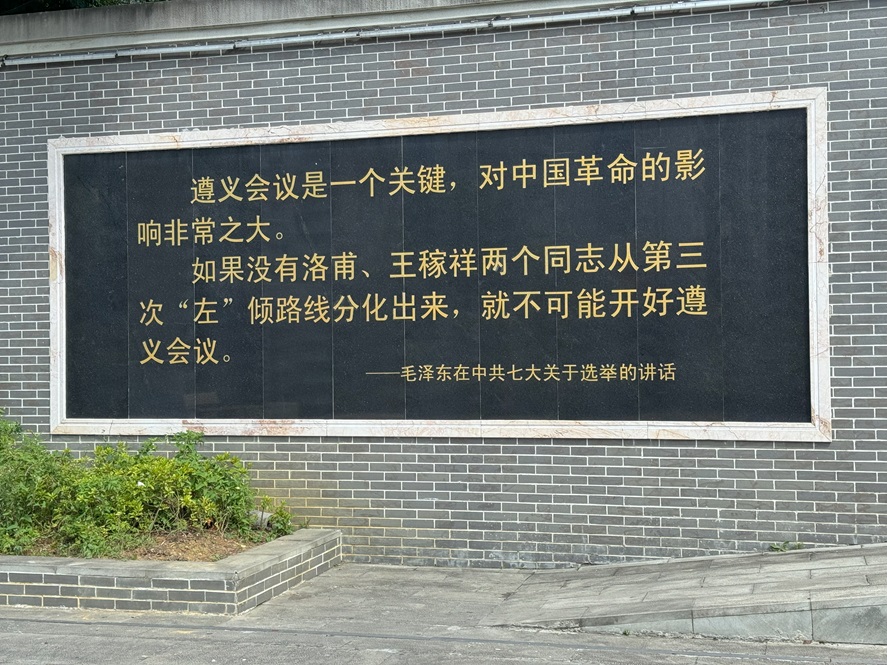 遵义会议是一个关键，对中国革命的影
响非常之大。
如果没有洛甫、王稼祥两个同志从第三
次“左”倾路线分化出来，就不可能开好遵
义会议。
——毛泽东在中共七大关于选举的讲话